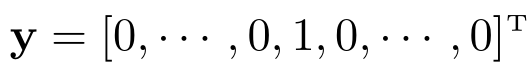 𝐲 = [0, ⋯ , 0, 1, 0, ⋯ , 0]ᵀ